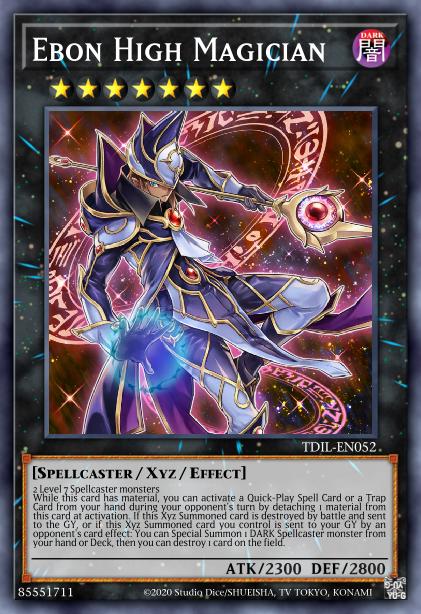 EBON HIGH MAGICIAN
DARK
闇
TDIL-EN052
[SPELLCASTER / XYZ / EFFECT]
2 Level 7 Spellcaster monsters
While this card has material, you can activate a Quick-Play Spell Card or a Trap
Card from your hand during your opponent's turn by detaching 1 material from
this card at activation. If this Xyz Summoned card is destroyed by battle and sent
to the GY, or if this Xyz Summoned card you control is sent to your GY by an
opponent's card effect: You can Special Summon 1 DARK Spellcaster monster from
your hand or Deck, then you can destroy 1 card on the field.
ATK/2300 DEF/2800
85551711
©2020 Studio Dice/SHUEISHA, TV TOKYO, KONAMI